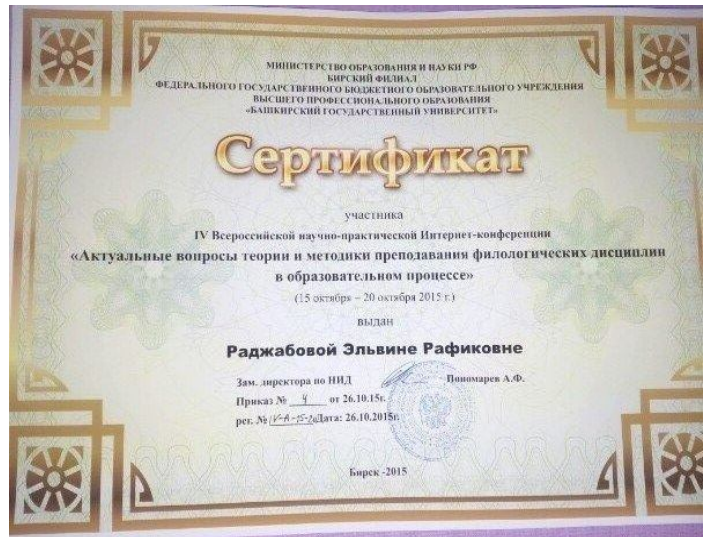 МИНИСТЕРСТВО ОБРАЗОВАНИЯ И НАУКИ РФ
БИРСКИЙ ФИЛИАЛ
ФЕДЕРАЛЬНОГО ГОСУДАРСТВЕННОГО БЮДЖЕТНОГО ОБРАЗОВАТЕЛЬНОГО УЧРЕЖДЕНИЯ
ВЫСШЕГО ПРОФЕССИОНАЛЬНОГО ОБРАЗОВАНИЯ
«БАШКИРСКИЙ ГОСУДАРСТВЕННЫЙ УНИВЕРСИТЕТ»
Сертификат
участника
IV Всероссийской научно-практической Интернет-конференции
«Актуальные вопросы теории и методики преподавания филологических дисциплин
в образовательном процессе»
(15 октября – 20 октября 2015 г.)
выдан
Раджабовой Эльвине Рафиковне
Зам. директора по НИД Пономарев А.Ф.
Приказ № 4 от 26.10.15г.
рег. № Дата: 26.10.2015г.
Бирск -2015